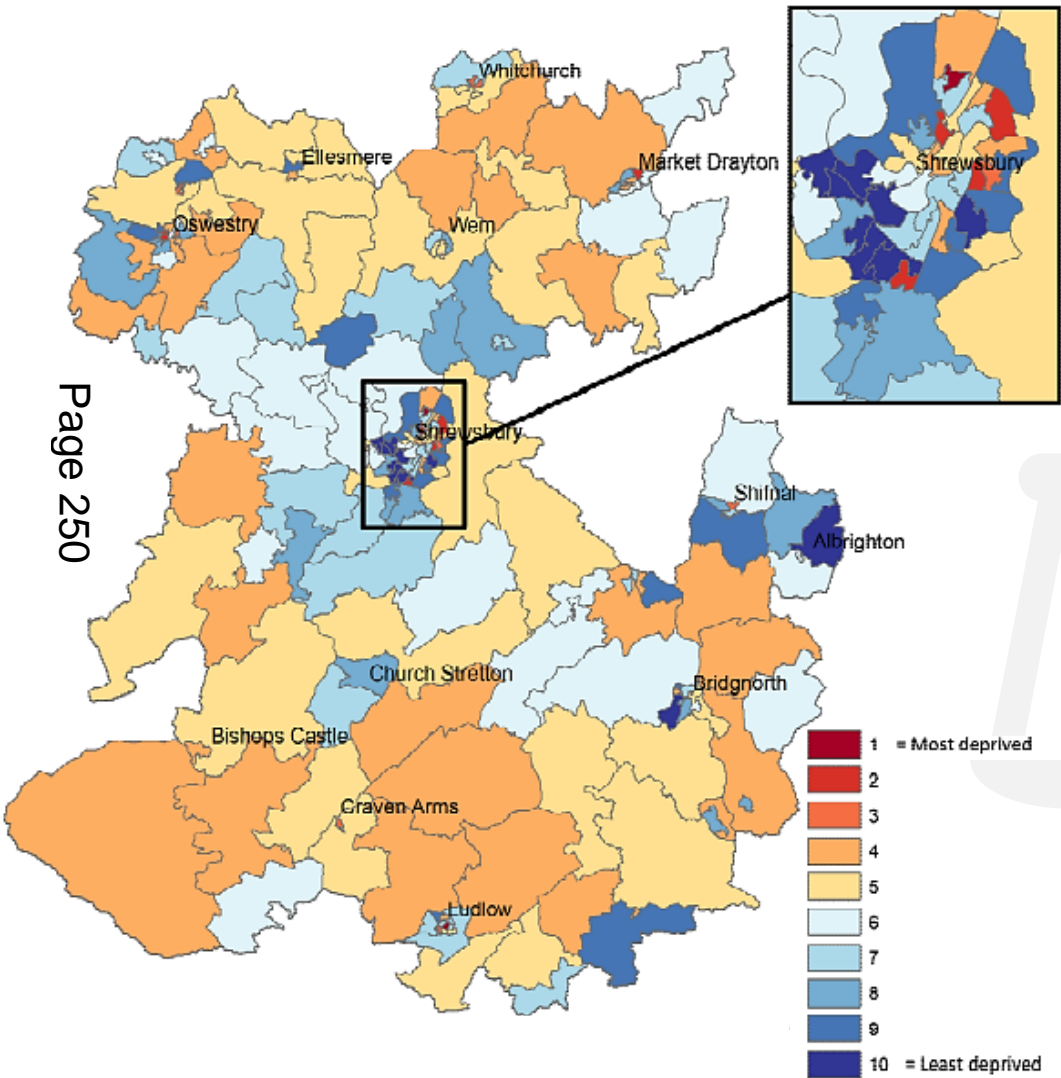 Whitchurch
Ellesmere
Market Drayton
Oswestry
Wem
Shrewsbury
Shrewsbury
Page 250
Shifnal
Albrighton
Church Stretton
Bridgnorth
Bishops Castle
Craven Arms
Ludlow
1 = Most deprived
2
3
4
5
6
7
8
9
10 = Least deprived